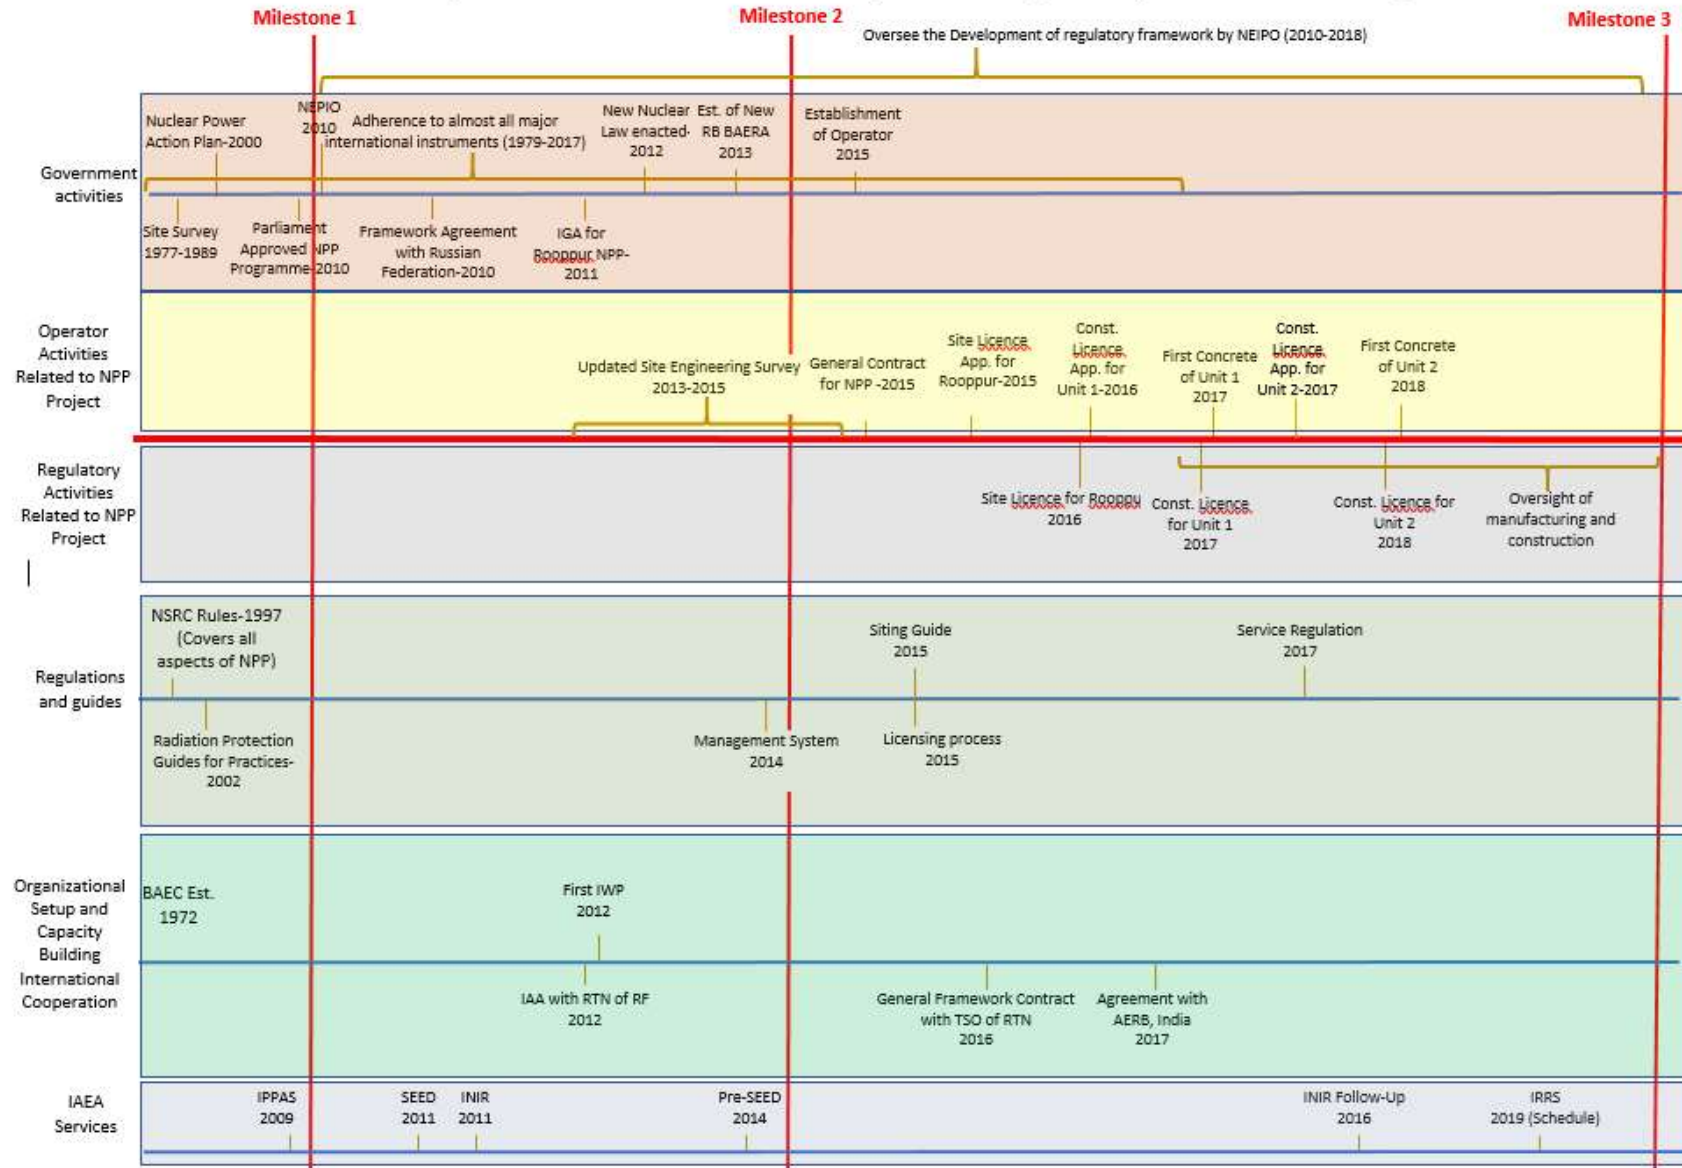 Milestone 1
Milestone 2
Milestone 3
Oversee the Development of regulatory framework by NEIPO (2010-2018)
Government
activities
Nuclear Power
Action Plan-2000
NEPIO
2010
Adherence to almost all major
international instruments (1979-2017)
New Nuclear
Law enacted-
2012
Est. of New
RB BAERA
2013
Establishment
of Operator
2015
Site Survey
1977-1989
Parliament
Approved NPP
Programme-2010
Framework Agreement
with Russian
Federation-2010
IGA for
Rooppur NPP-
2011
Operator
Activities
Related to NPP
Project
Updated Site Engineering Survey
2013-2015
General Contract
for NPP -2015
Site Licence
App. for
Rooppur-2015
Const.
Licence
App. for
Unit 1-2016
First Concrete
of Unit 1
2017
Const.
Licence
App. for
Unit 2-2017
First Concrete
of Unit 2
2018
Regulatory
Activities
Related to NPP
Project
Site Licence for Rooppu
2016
Const. Licence
for Unit 1
2017
Const. Licence for
Unit 2
2018
Oversight of
manufacturing and
construction
Regulations
and guides
NSRC Rules-1997
(Covers all
aspects of NPP)
Siting Guide
2015
Service Regulation
2017
Radiation Protection
Guides for Practices-
2002
Management System
2014
Licensing process
2015
Organizational
Setup and
Capacity
Building
International
Cooperation
BAEC Est.
1972
First IWP
2012
IAA with RTN of RF
2012
General Framework Contract
with TSO of RTN
2016
Agreement with
AERB, India
2017
IAEA
Services
IPPAS
2009
SEED
2011
INIR
2011
Pre-SEED
2014
INIR Follow-Up
2016
IRRS
2019 (Schedule)